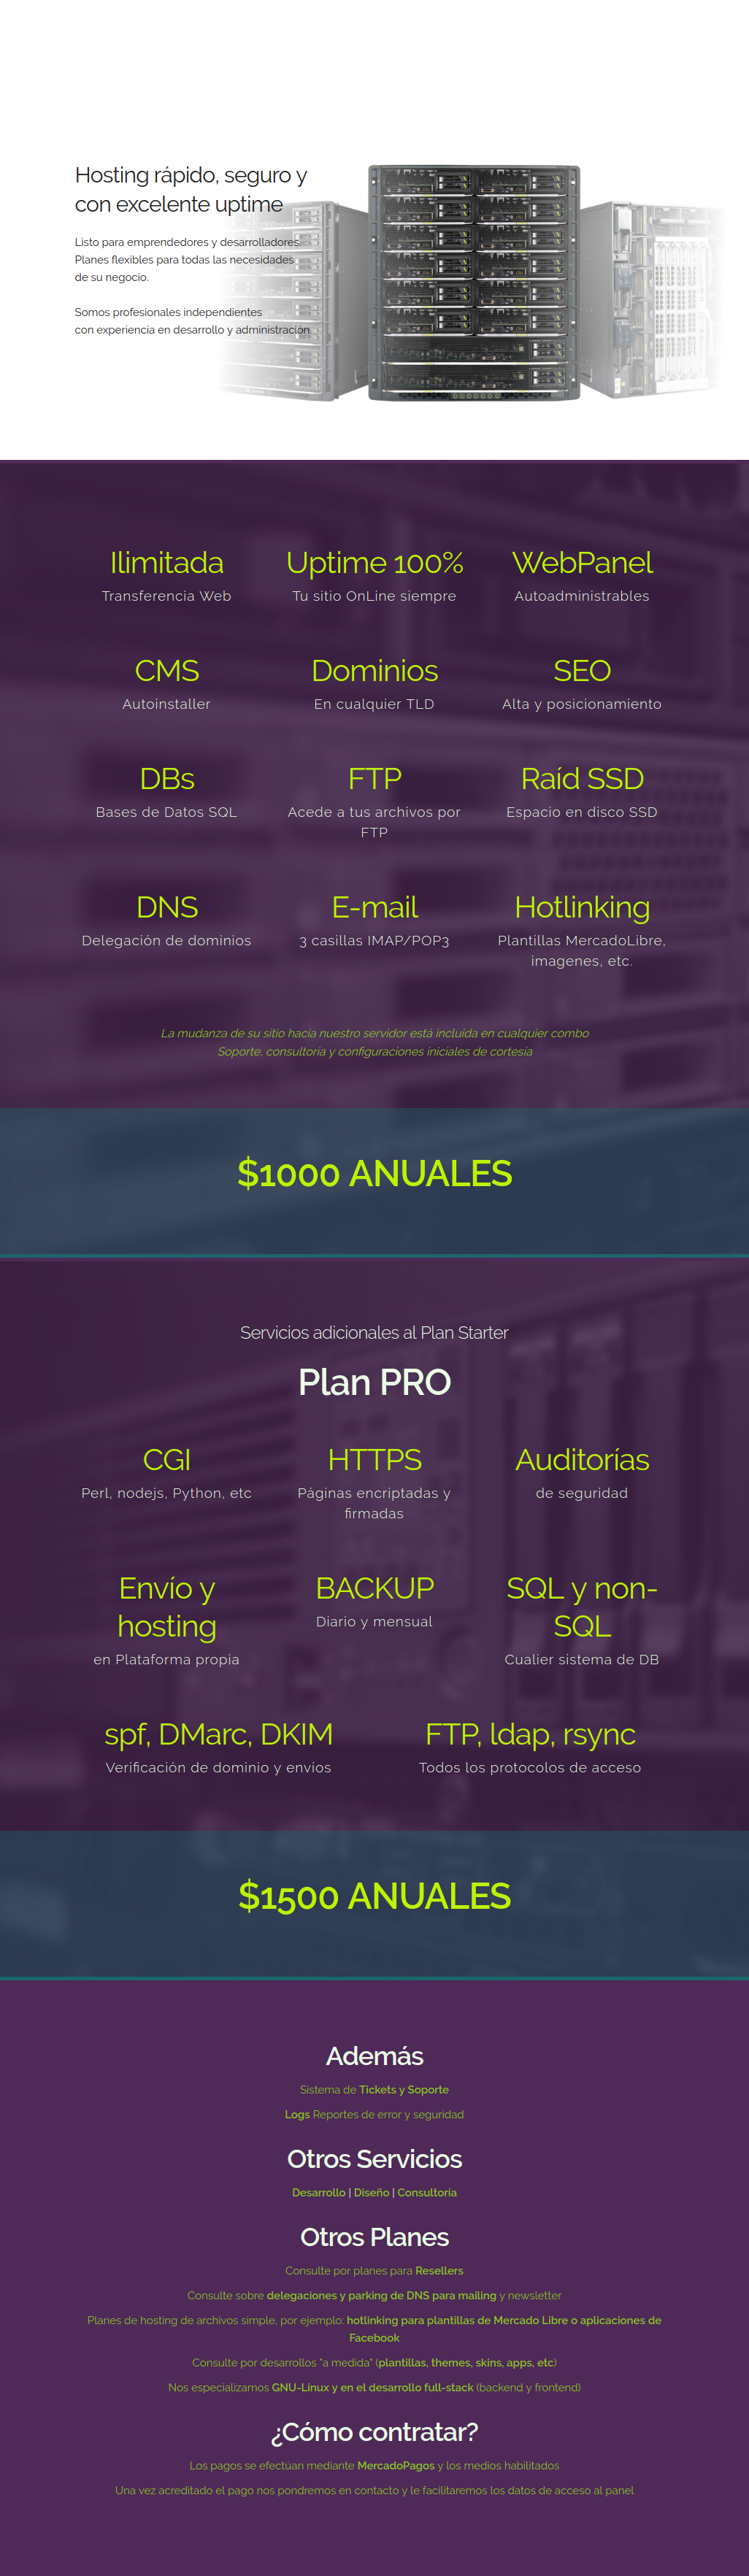 Hosting rápido, seguro y
con excelente uptime
Listo para emprendedores y desarrolladores.
Planes flexibles para todas las necesidades
de su negocio.
Somos profesionales independientes
con experiencia en desarrollo y administración
Ilimitada
Transferencia Web
Uptime 100%
Tu sitio OnLine siempre
WebPanel
Autoadministrables
CMS
Autoinstaller
Dominios
En cualquier TLD
SEO
Alta y posicionamiento
DBs
Bases de Datos SQL
FTP
Acede a tus archivos por
FTP
Raíd SSD
Espacio en disco SSD
DNS
Delegación de dominios
E-mail
3 casillas IMAP/POP3
Hotlinking
Plantillas MercadoLibre,
imagenes, etc.
La mudanza de su sitio hacia nuestro servidor está incluída en cualquier combo
Soporte, consultoría y configuraciones iniciales de cortesía
$1000 ANUALES
Servicios adicionales al Plan Starter
Plan PRO
CGI
Perl, nodejs, Python, etc
HTTPS
Páginas encriptadas y
firmadas
Auditorías
de seguridad
Envío y
hosting
en Plataforma propia
BACKUP
Diario y mensual
SQL y non-
SQL
Cualier sistema de DB
spf, DMarc, DKIM
Verificación de dominio y envíos
FTP, ldap, rsync
Todos los protocolos de acceso
$1500 ANUALES
Además
Sistema de Tickets y Soporte
Logs Reportes de error y seguridad
Otros Servicios
Desarrollo | Diseño | Consultoría
Otros Planes
Consulte por planes para Resellers
Consulte sobre delegaciones y parking de DNS para mailing y newsletter
Planes de hosting de archivos simple, por ejemplo: hotlinking para plantillas de Mercado Libre o aplicaciones de
Facebook
Consulte por desarrollos "a medida" (plantillas, themes, skins, apps, etc)
Nos especializamos GNU-Linux y en el desarrollo full-stack (backend y frontend)
¿Cómo contratar?
Los pagos se efectúan mediante MercadoPagos y los medios habilitados
Una vez acreditado el pago nos pondremos en contacto y le facilitaremos los datos de acceso al panel